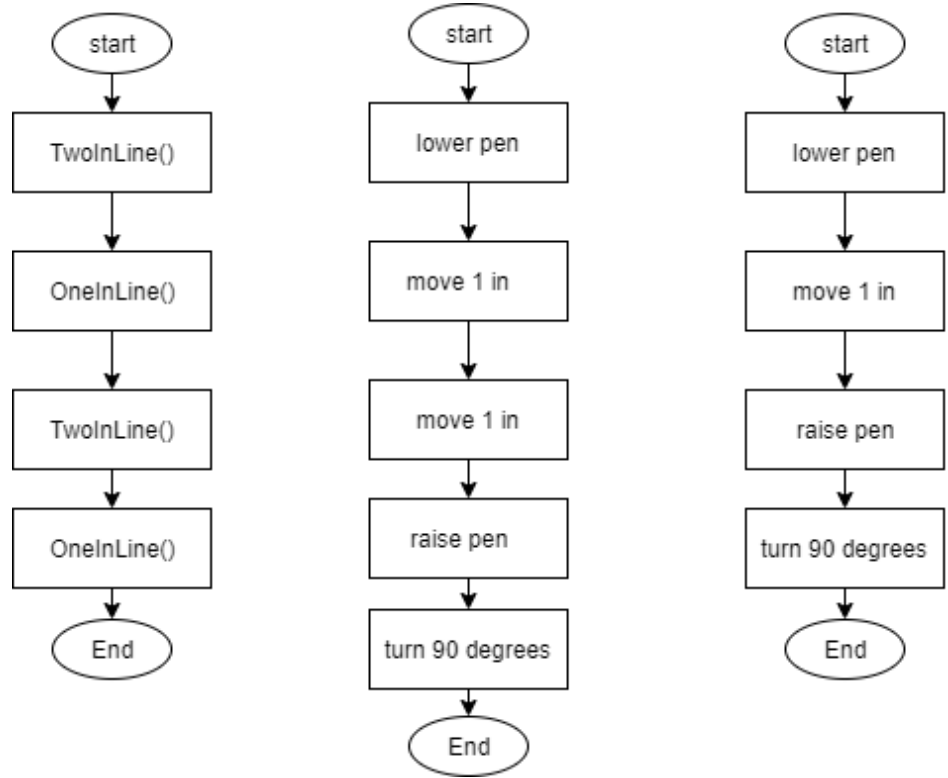 start
TwoInLine()
OneInLine()
TwoInLine()
OneInLine()
End
start
lower pen
move 1 in
move 1 in
raise pen
turn 90 degrees
End
start
lower pen
move 1 in
raise pen
turn 90 degrees
End